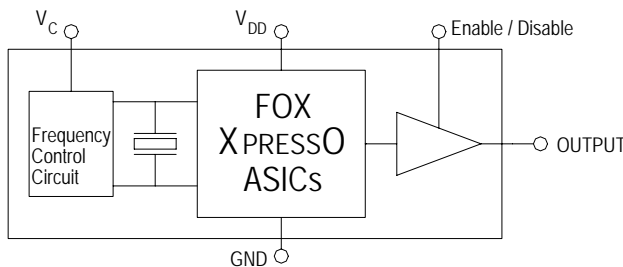 V_C
V_DD
Enable / Disable
Frequency
Control
Circuit
FOX
XPRESSO
ASICs
OUTPUT
GND